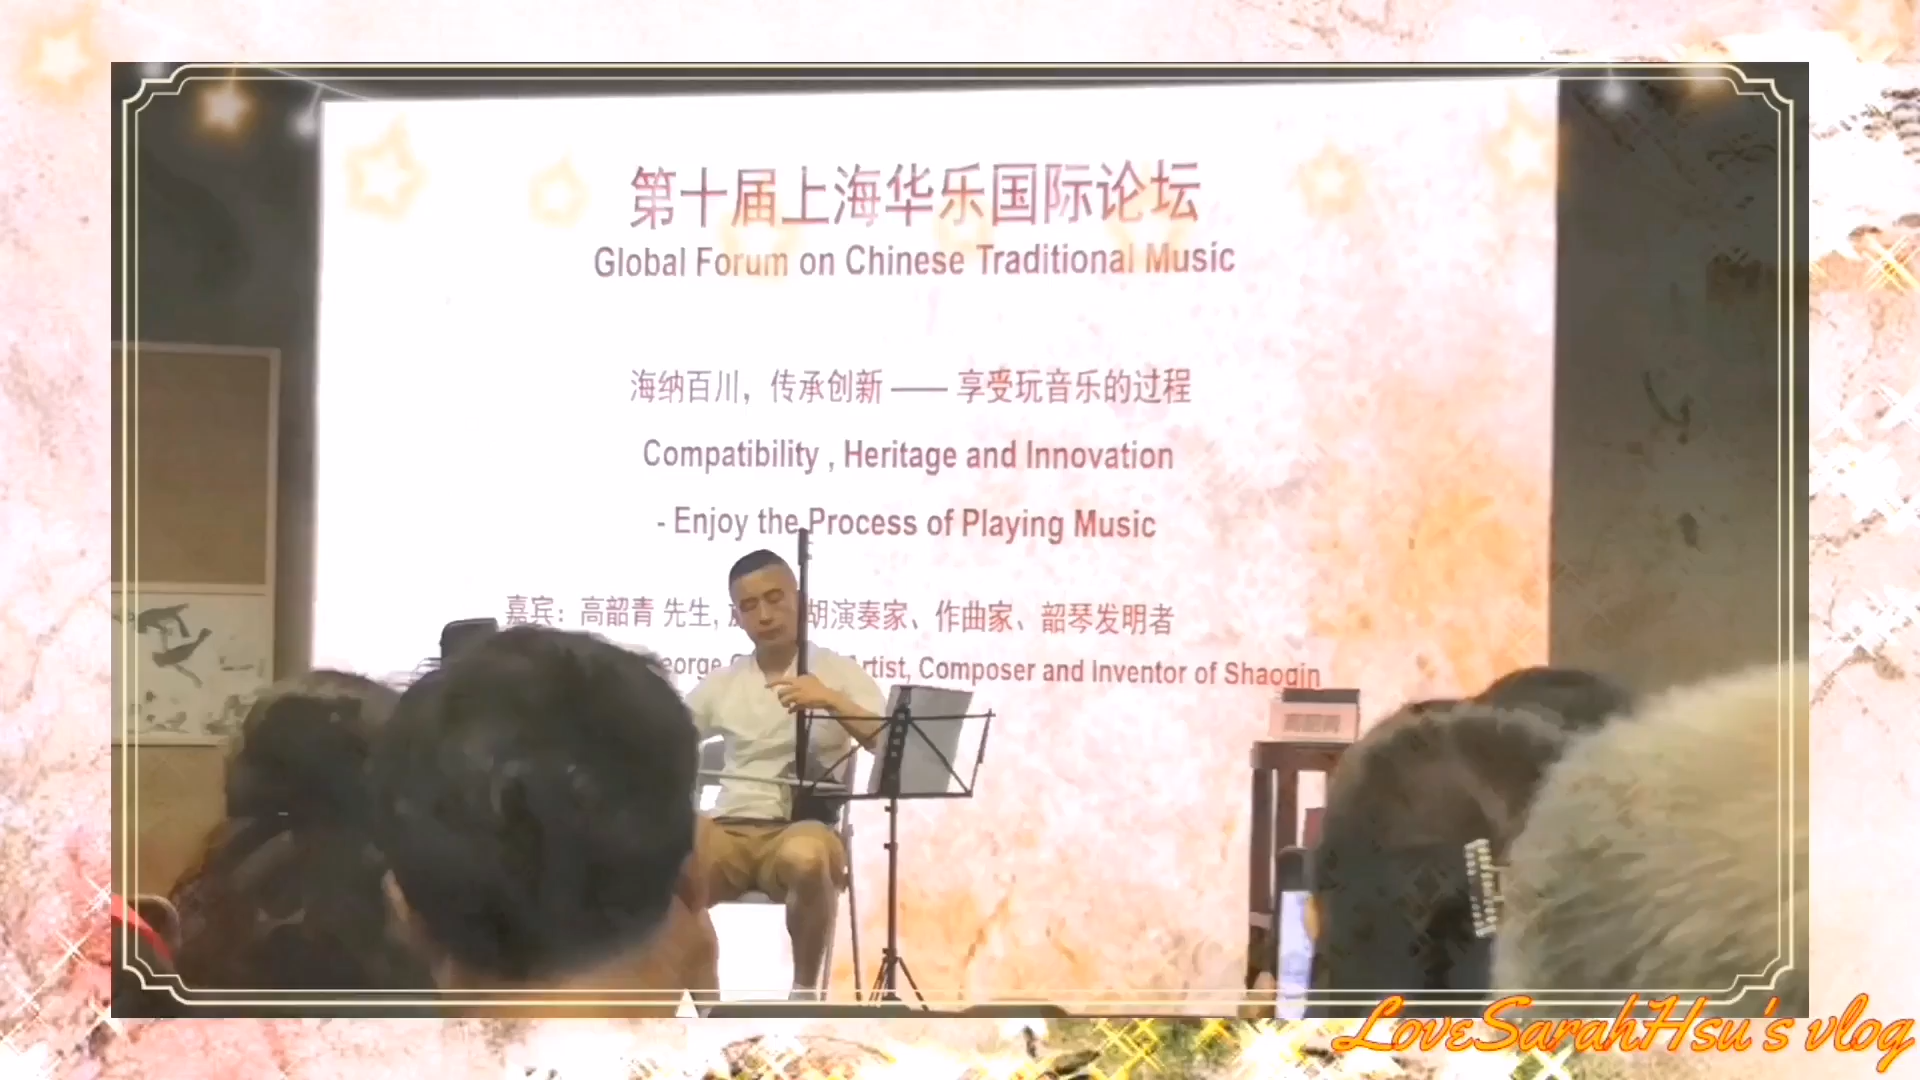 第十届上海华乐国际论坛
Global Forum on Chinese Traditional Music
海纳百川，传承创新 —— 享受玩音乐的过程
Compatibility , Heritage and Innovation
- Enjoy the Process of Playing Music
嘉宾：高韶青 先生, 胡演奏家、作曲家、韶琴发明者
Artist, Composer and Inventor of Shaoqin
LoveSarahHsu's vlog